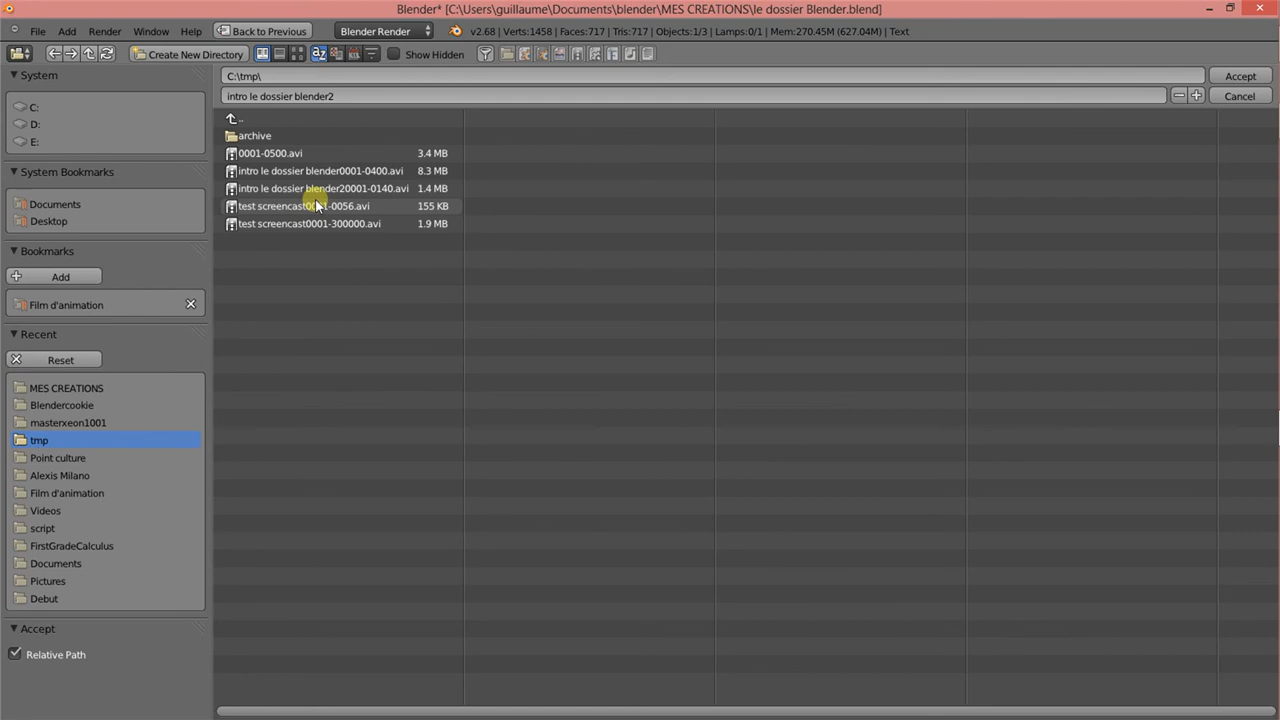 Blender* [C:\Users\guillaume\Documents\blender\MES CREATIONS\le dossier Blender.blend]
File Add Render Window Help Back to Previous Blender Render v2.68 | Verts:1458 | Faces:717 | Tris:717 | Objects:1/3 | Lamps:0/1 | Mem:270.45M (627.04M) | Text
Create New Directory Show Hidden
System
C:
D:
E:
System Bookmarks
Documents
Desktop
Bookmarks
Add
Film d'animation
Recent
Reset
MES CREATIONS
Blendercookie
masterxeon1001
tmp
Point culture
Alexis Milano
Film d'animation
Videos
script
FirstGradeCalculus
Documents
Pictures
Debut
Accept
Relative Path
C:\tmp\ Accept
intro le dossier blender2 Cancel
..
archive
0001-0500.avi 3.4 MB
intro le dossier blender0001-0400.avi 8.3 MB
intro le dossier blender20001-0140.avi 1.4 MB
test screencast0001-0056.avi 155 KB
test screencast0001-300000.avi 1.9 MB